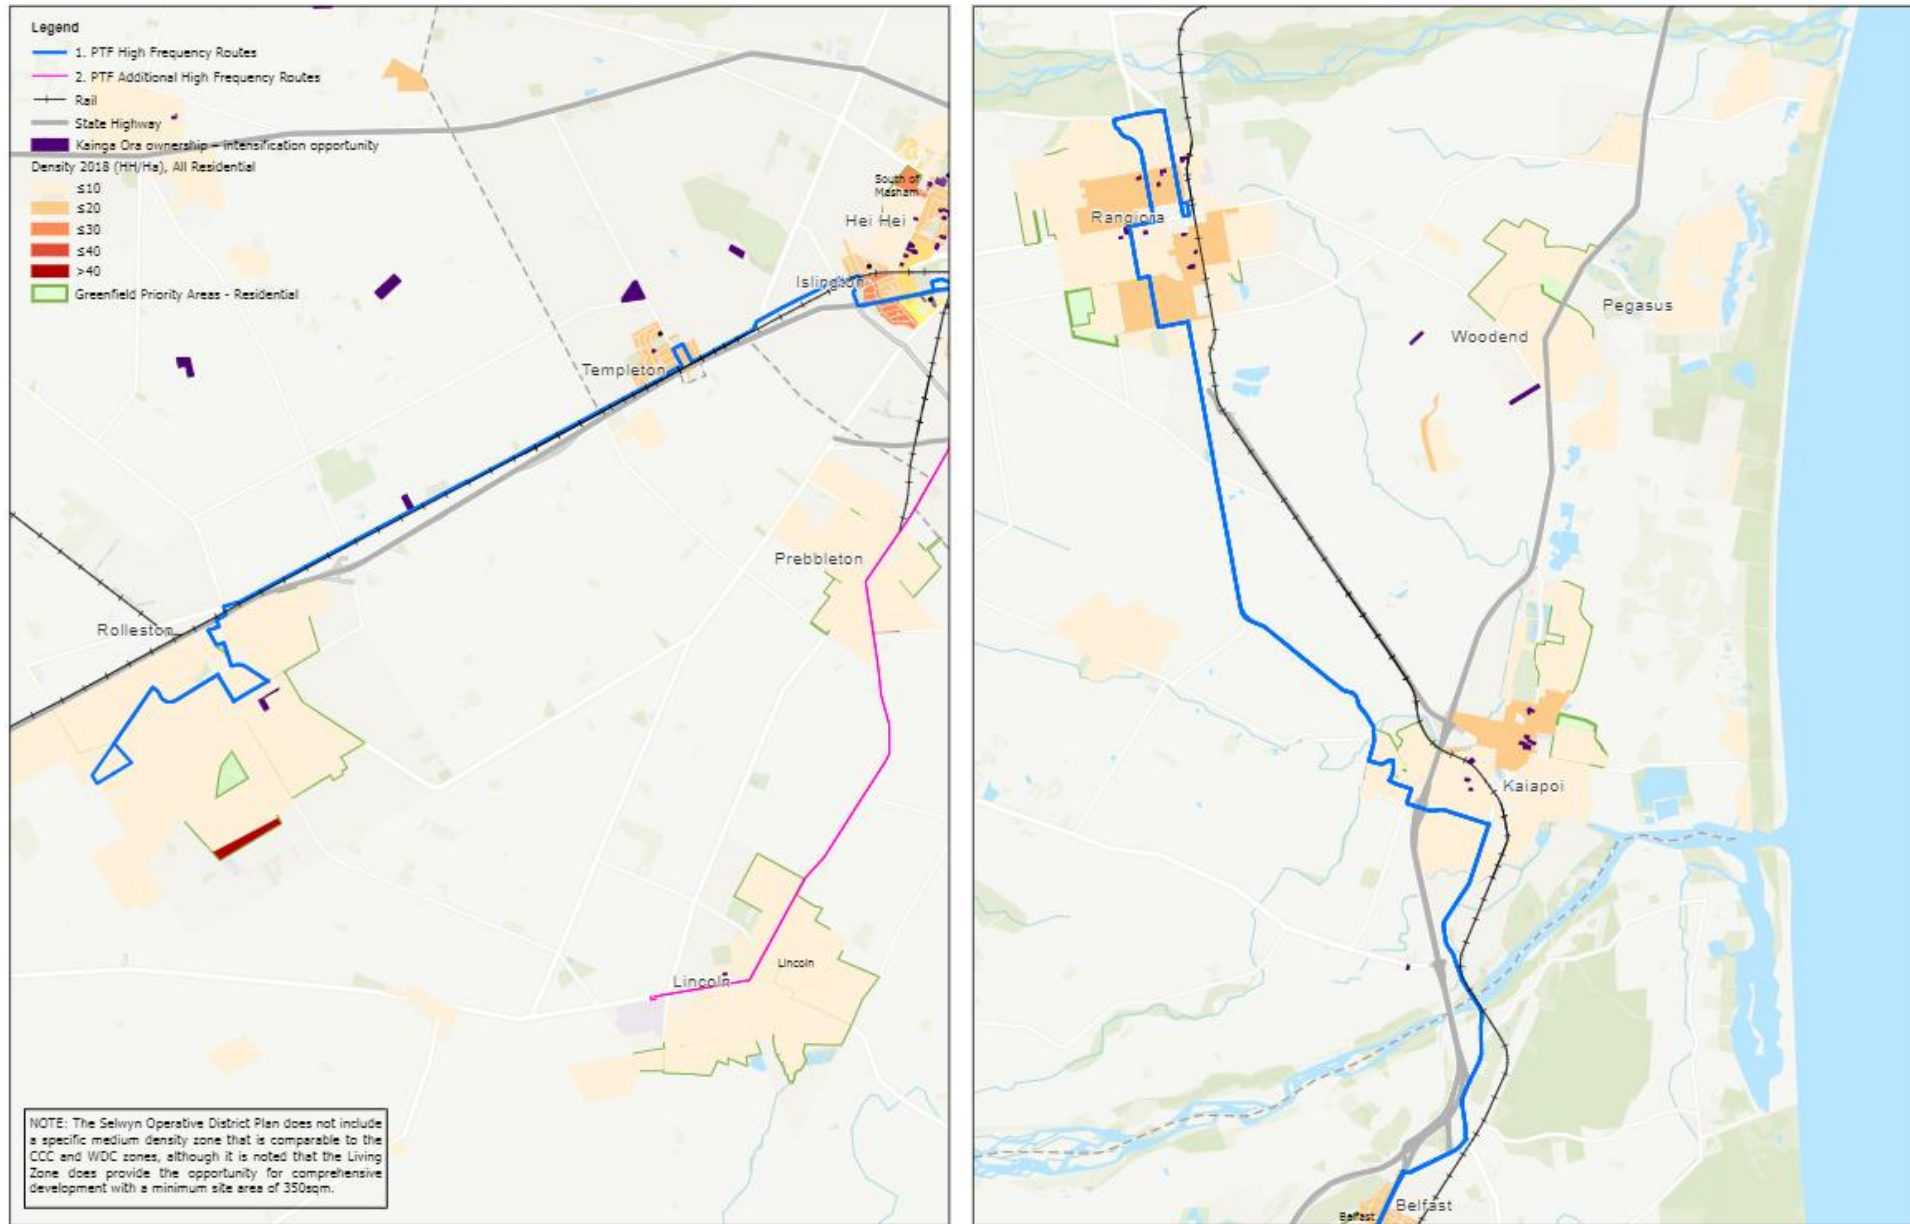 Legend
1. PTF High Frequency Routes
2. PTF Additional High Frequency Routes
Rail
State Highway
Kainga Ora ownership – intensification opportunity
Density 2018 (HH/Ha), All Residential
≤10
≤20
≤30
≤40
>40
Greenfield Priority Areas - Residential
South of
Masham
Hei Hei
Islington
Templeton
Prebbleton
Rolleston
Lincoln
Lincoln
NOTE: The Selwyn Operative District Plan does not include
a specific medium density zone that is comparable to the
CCC and WDC zones, although it is noted that the Living
Zone does provide the opportunity for comprehensive
development with a minimum site area of 350sqm.
Rangiora
Pegasus
Woodend
Kaiapoi
Belfast
Belfast